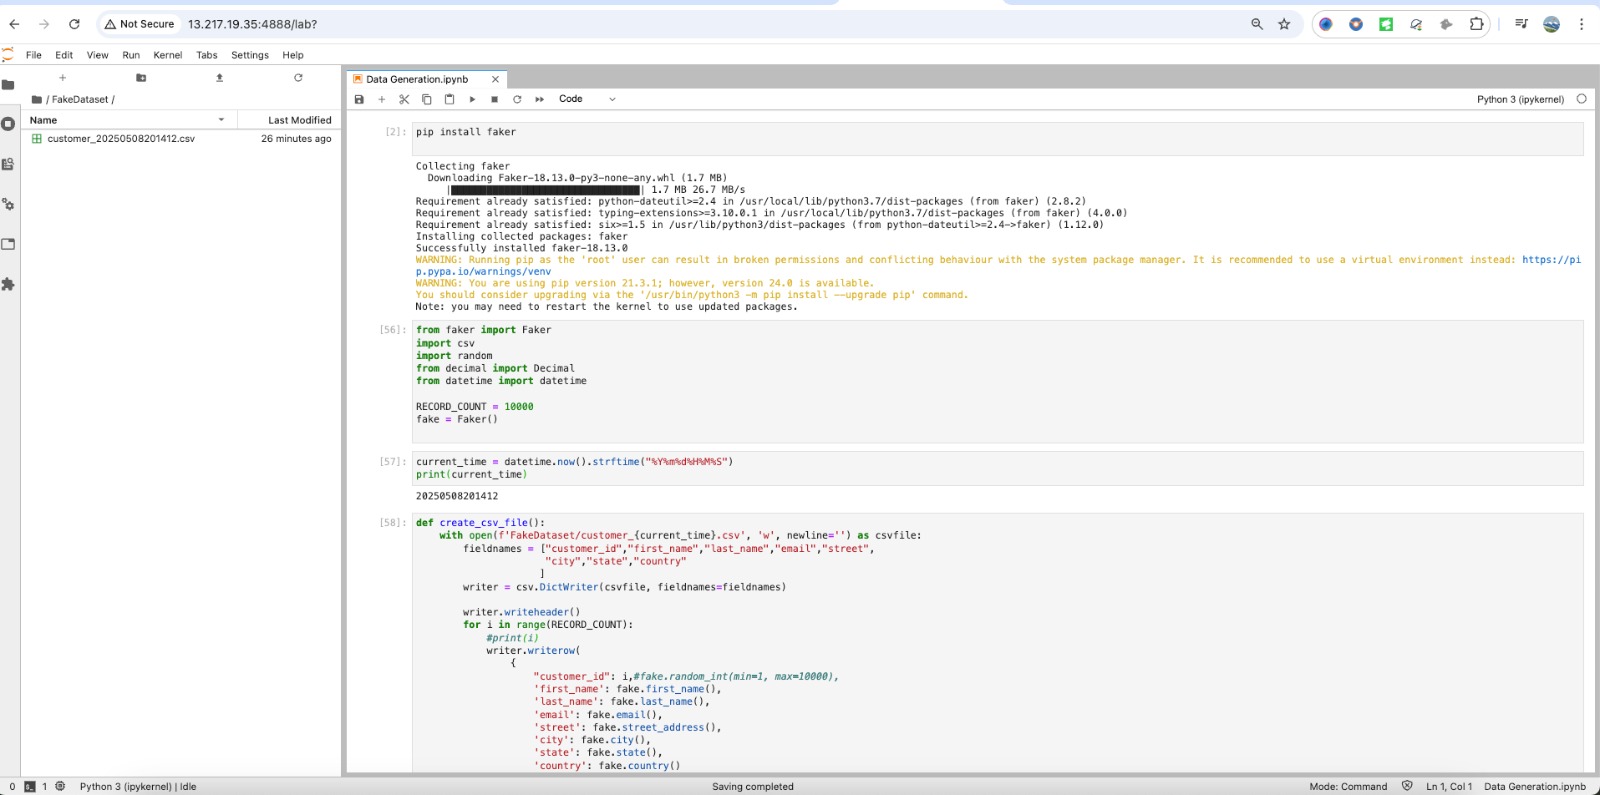 Not Secure 13.217.19.35:4888/lab?
File Edit View Run Kernel Tabs Settings Help
/ FakeDataset /
Name Last Modified
customer_20250508201412.csv 26 minutes ago
Data Generation.ipynb
Code Python 3 (ipykernel)
[2]: pip install faker
Collecting faker
  Downloading Faker-18.13.0-py3-none-any.whl (1.7 MB)
     |████████████████████████████████| 1.7 MB 26.7 MB/s
Requirement already satisfied: python-dateutil>=2.4 in /usr/local/lib/python3.7/dist-packages (from faker) (2.8.2)
Requirement already satisfied: typing-extensions>=3.10.0.1 in /usr/local/lib/python3.7/dist-packages (from faker) (4.0.0)
Requirement already satisfied: six>=1.5 in /usr/lib/python3/dist-packages (from python-dateutil>=2.4->faker) (1.12.0)
Installing collected packages: faker
Successfully installed faker-18.13.0
WARNING: Running pip as the 'root' user can result in broken permissions and conflicting behaviour with the system package manager. It is recommended to use a virtual environment instead: https://pi
p.pypa.io/warnings/venv
WARNING: You are using pip version 21.3.1; however, version 24.0 is available.
You should consider upgrading via the '/usr/bin/python3 -m pip install --upgrade pip' command.
Note: you may need to restart the kernel to use updated packages.
[56]: from faker import Faker
import csv
import random
from decimal import Decimal
from datetime import datetime
RECORD_COUNT = 10000
fake = Faker()
[57]: current_time = datetime.now().strftime("%Y%m%d%H%M%S")
print(current_time)
20250508201412
[58]: def create_csv_file():
    with open(f'FakeDataset/customer_{current_time}.csv', 'w', newline='') as csvfile:
        fieldnames = ["customer_id","first_name","last_name","email","street",
                      "city","state","country"
                     ]
        writer = csv.DictWriter(csvfile, fieldnames=fieldnames)
        writer.writeheader()
        for i in range(RECORD_COUNT):
            #print(i)
            writer.writerow(
                {
                    "customer_id": i,#fake.random_int(min=1, max=10000),
                    'first_name': fake.first_name(),
                    'last_name': fake.last_name(),
                    'email': fake.email(),
                    'street': fake.street_address(),
                    'city': fake.city(),
                    'state': fake.state(),
                    'country': fake.country()
0 1 Python 3 (ipykernel) | Idle Saving completed Mode: Command Ln 1, Col 1 Data Generation.ipynb